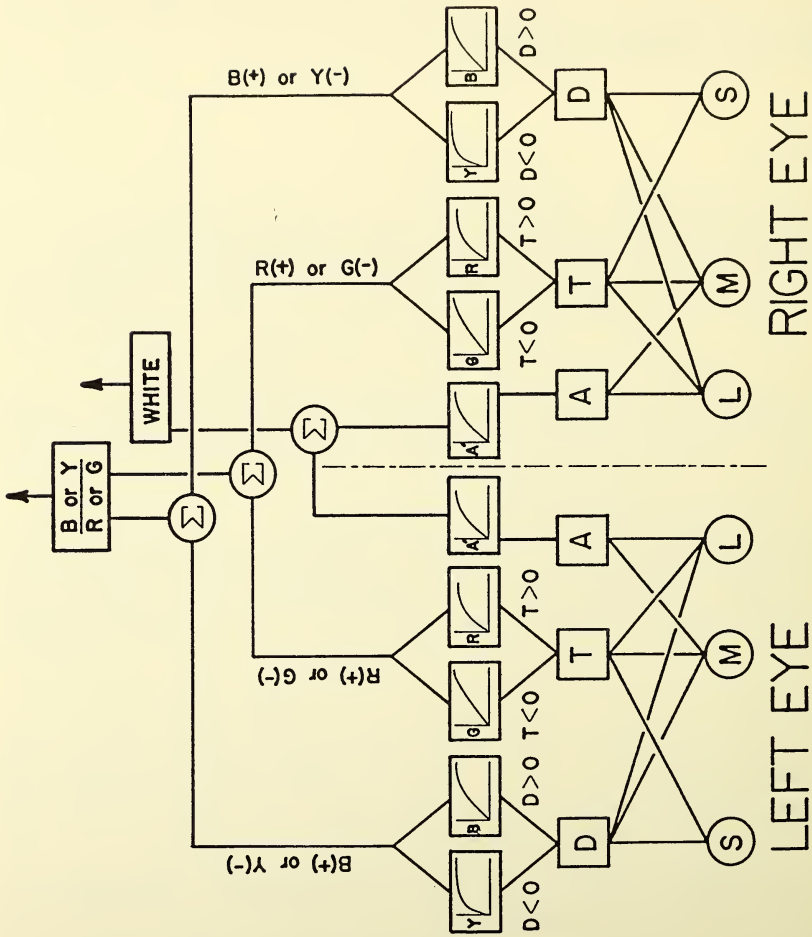 B or Y
R or G
WHITE
Σ
Σ
Σ
B(+) or Y(-)
R(+) or G(-)
R(+) or G(-)
B(+) or Y(-)
Y
B
G
R
A
A
G
R
Y
B
D<0
D>0
T<0
T>0
T<0
T>0
D<0
D>0
D
T
A
A
T
D
S
M
L
L
M
S
LEFT EYE
RIGHT EYE